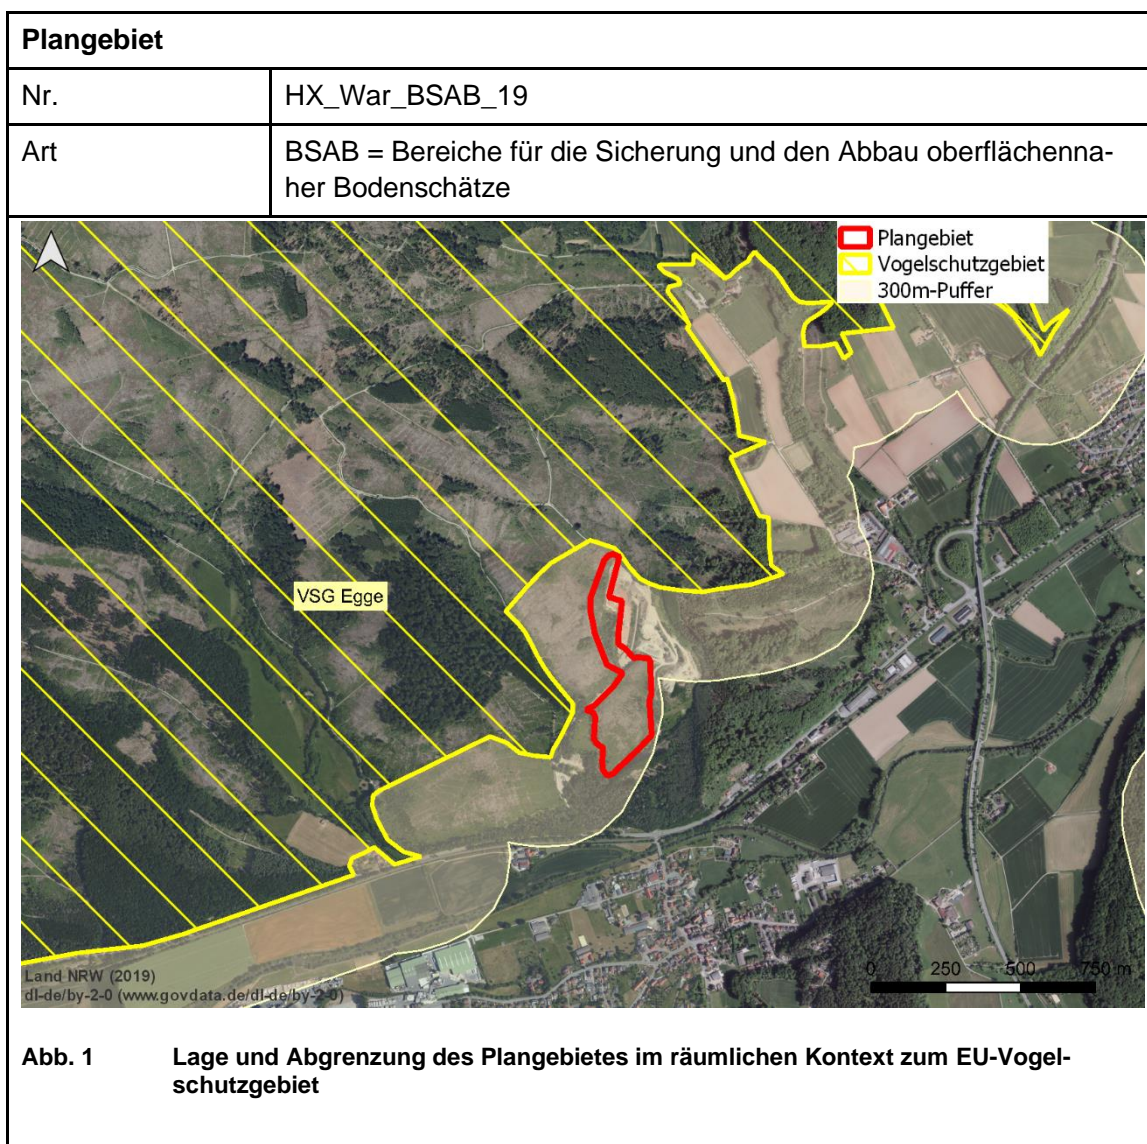 Plangebiet
Nr.
HX_War_BSAB_19
Art
BSAB = Bereiche für die Sicherung und den Abbau oberflächenna-
her Bodenschätze
Plangebiet
Vogelschutzgebiet
300m-Puffer
VSG Egge
Land NRW (2019)
dl-de/by-2-0 (www.govdata.de/dl-de/by-2-0)
0 250 500 750 m
Abb. 1 Lage und Abgrenzung des Plangebietes im räumlichen Kontext zum EU-Vogel-
schutzgebiet